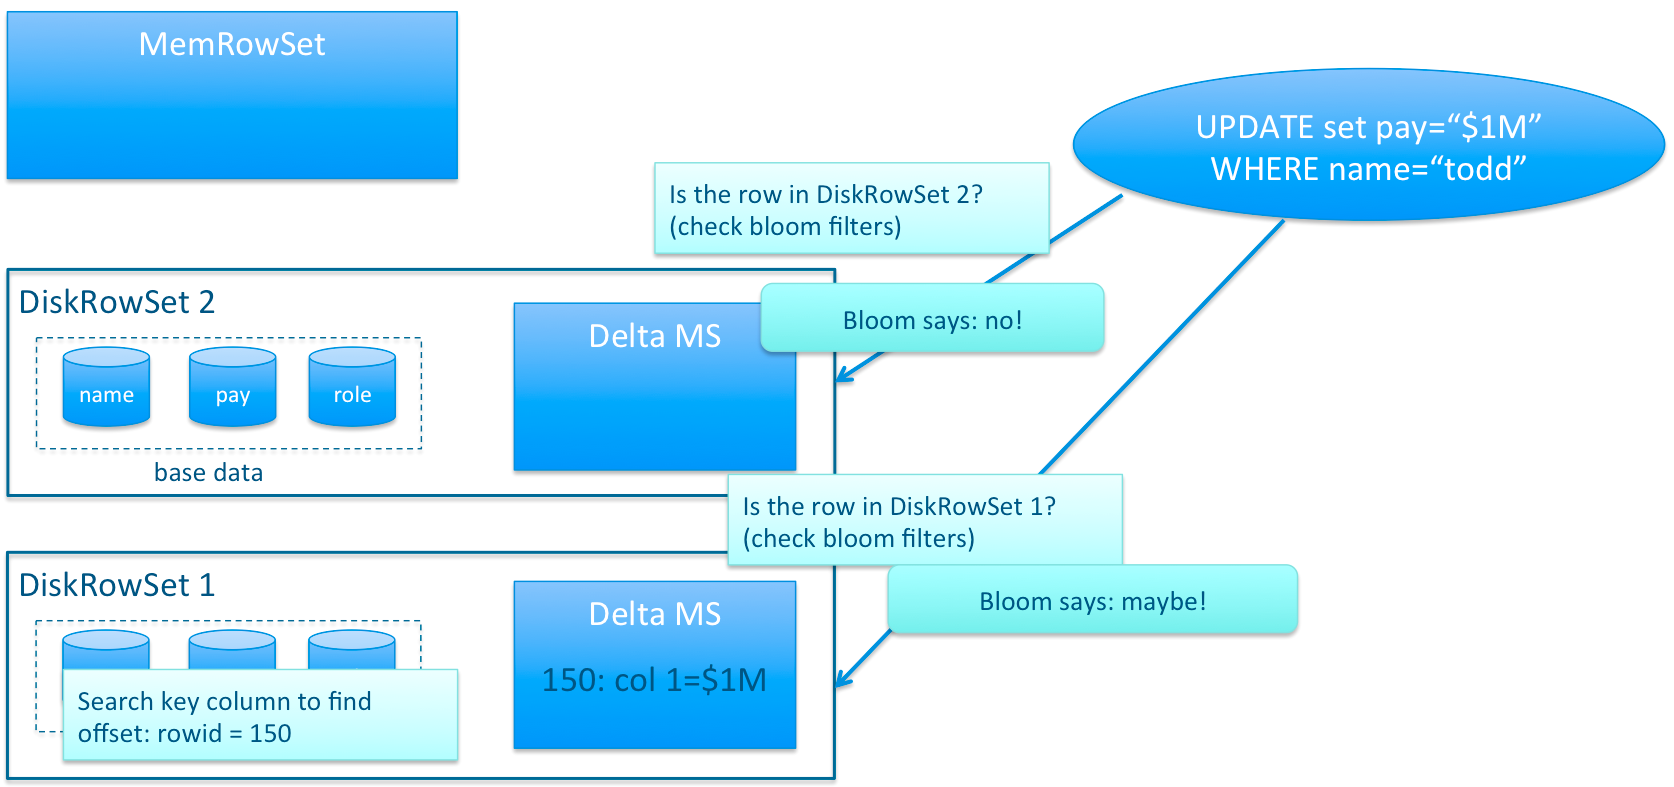 MemRowSet
UPDATE set pay=“$1M”
WHERE name=“todd”
Is the row in DiskRowSet 2?
(check bloom filters)
Bloom says: no!
DiskRowSet 2
Delta MS
name
pay
role
base data
Is the row in DiskRowSet 1?
(check bloom filters)
Bloom says: maybe!
DiskRowSet 1
Delta MS
150: col 1=$1M
Search key column to find
offset: rowid = 150